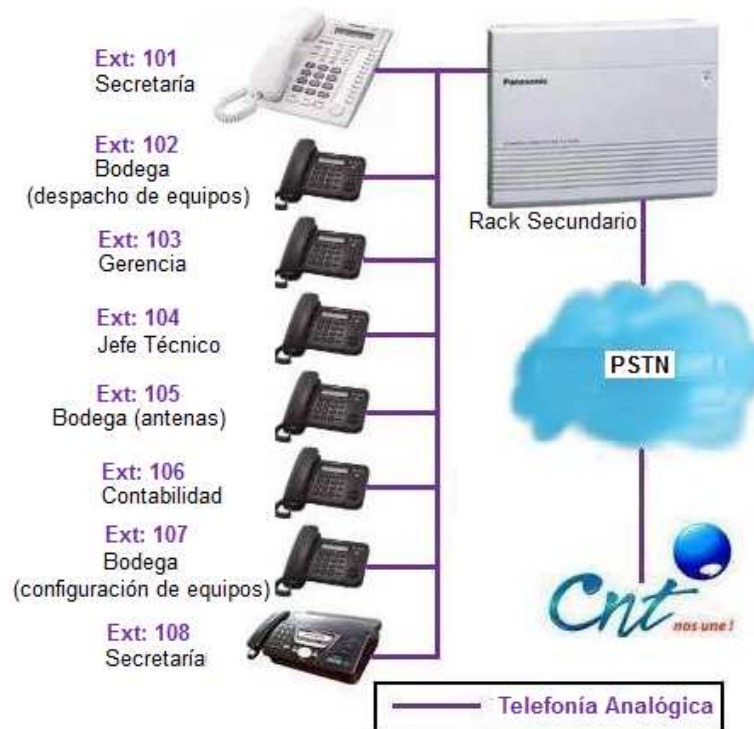 Ext: 101
Secretaría
Ext: 102
Bodega
(despacho de equipos)
Ext: 103
Gerencia
Ext: 104
Jefe Técnico
Ext: 105
Bodega (antenas)
Ext: 106
Contabilidad
Ext: 107
Bodega
(configuración de equipos)
Ext: 108
Secretaría
Panasonic
Rack Secundario
PSTN
Cnt
nos une!
Telefonía Analógica